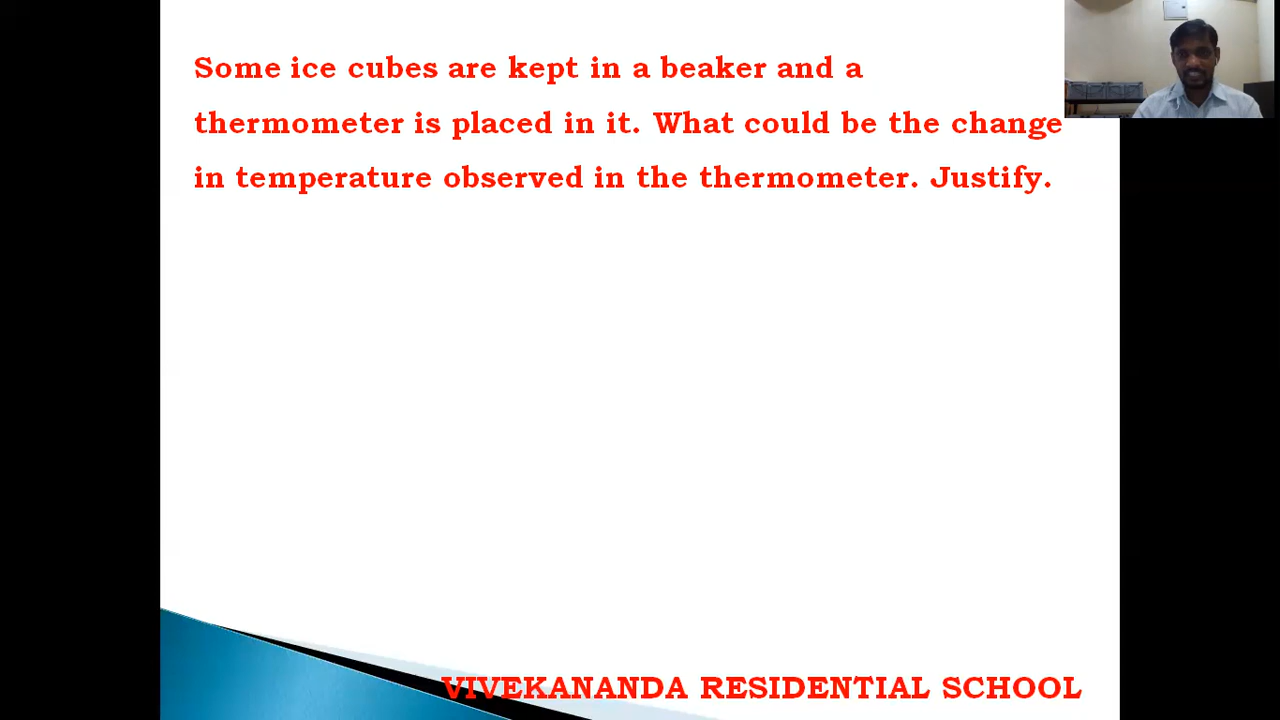 Some ice cubes are kept in a beaker and a
thermometer is placed in it. What could be the change
in temperature observed in the thermometer. Justify.
VIVEKANANDA RESIDENTIAL SCHOOL